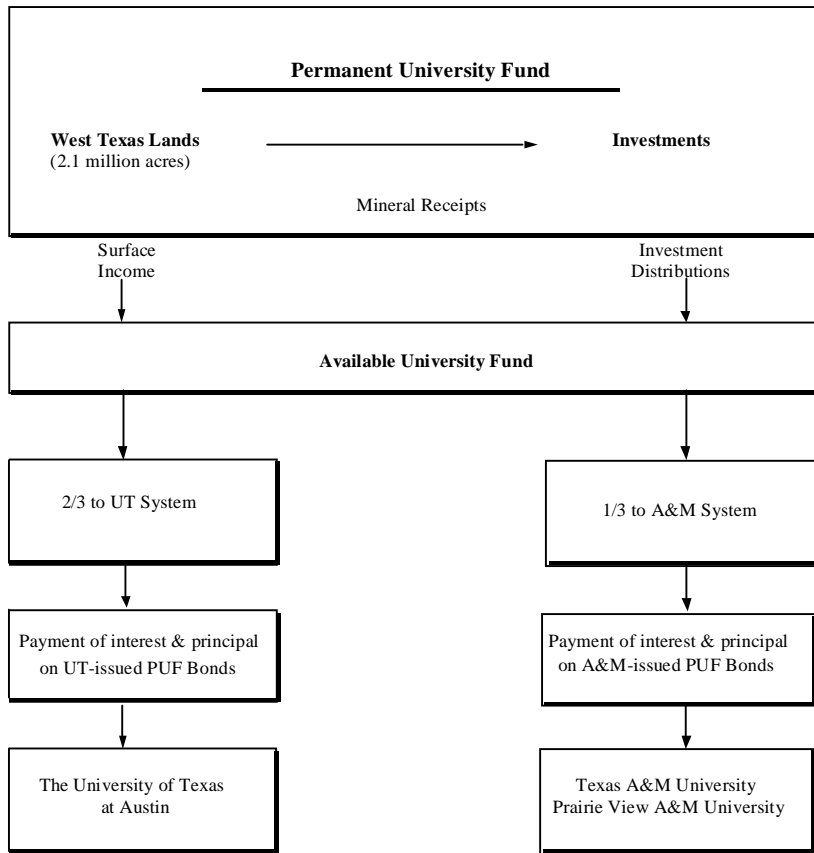 Permanent University Fund
West Texas Lands
(2.1 million acres)
Investments
Mineral Receipts
Surface
Income
Investment
Distributions
Available University Fund
2/3 to UT System
1/3 to A&M System
Payment of interest & principal
on UT-issued PUF Bonds
Payment of interest & principal
on A&M-issued PUF Bonds
The University of Texas
at Austin
Texas A&M University
Prairie View A&M University